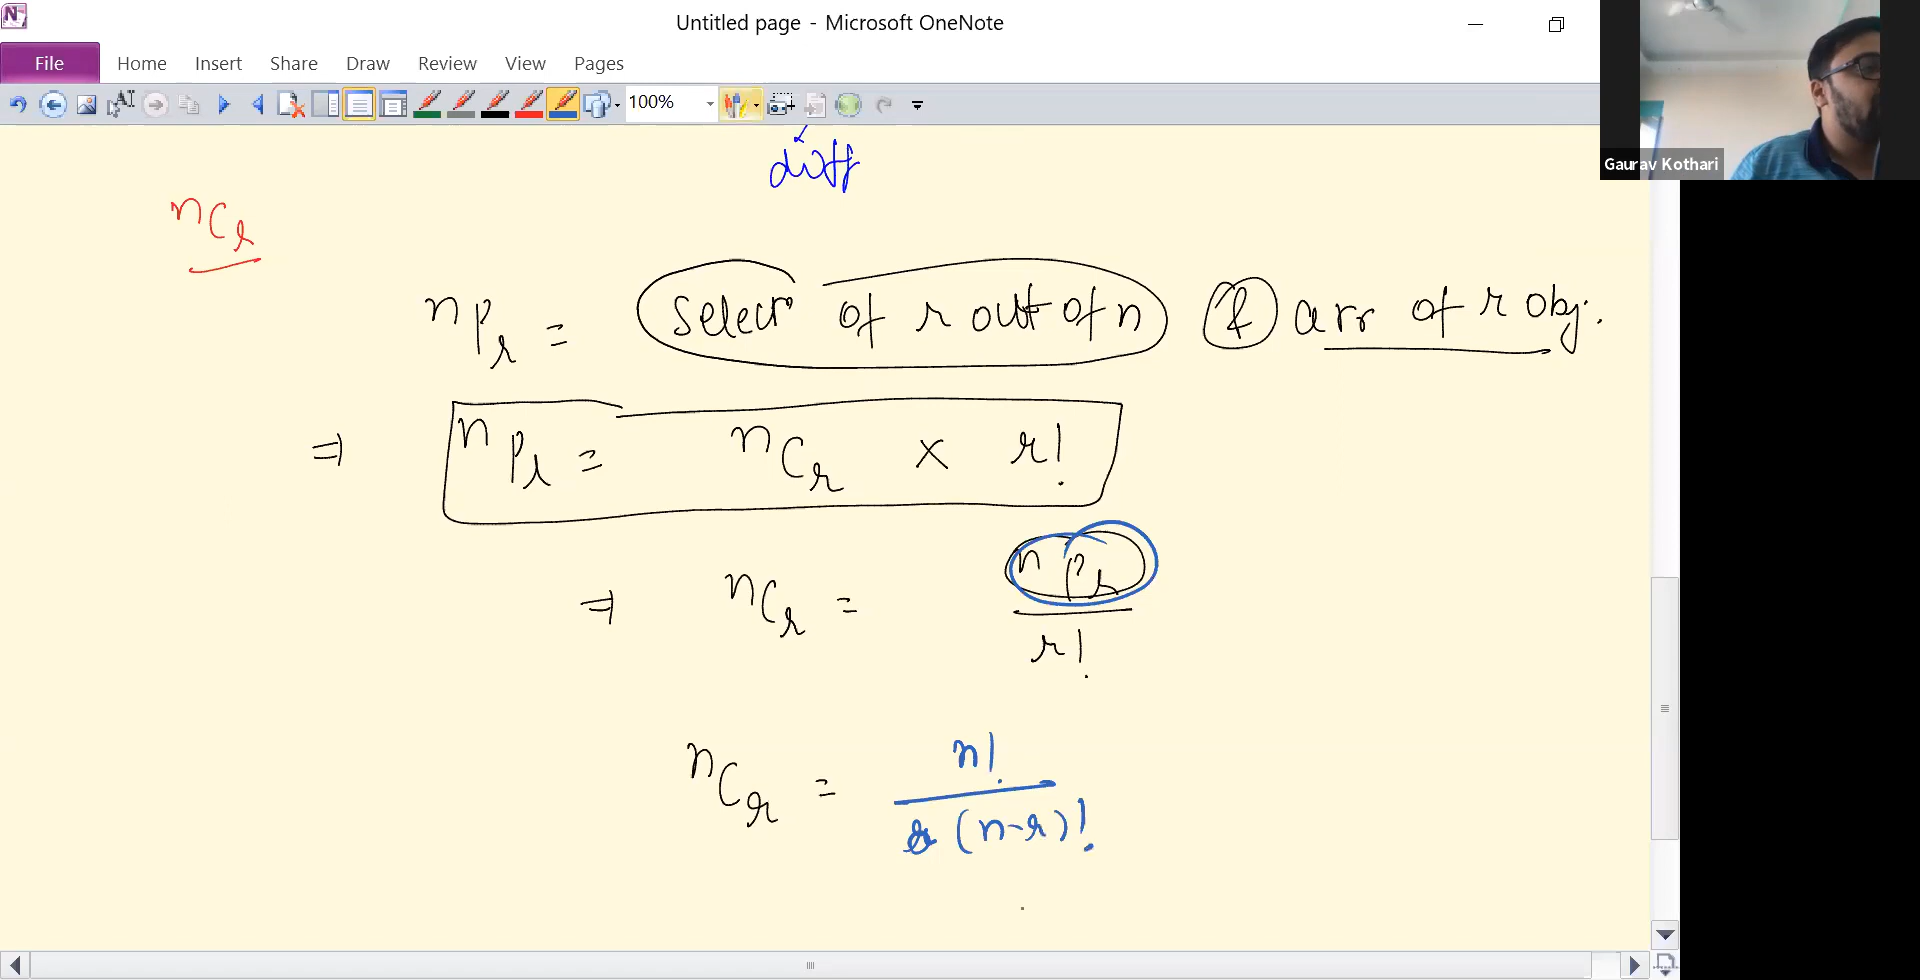 Untitled page - Microsoft OneNote
File Home Insert Share Draw Review View Pages
100%
Gaurav Kothari
diff
nCr
nPr = Selecn of r out of n & arr of r obj.
⇒ nPr = nCr × r!
⇒ nCr = nPr / r!
nCr = n! / (n-r)!